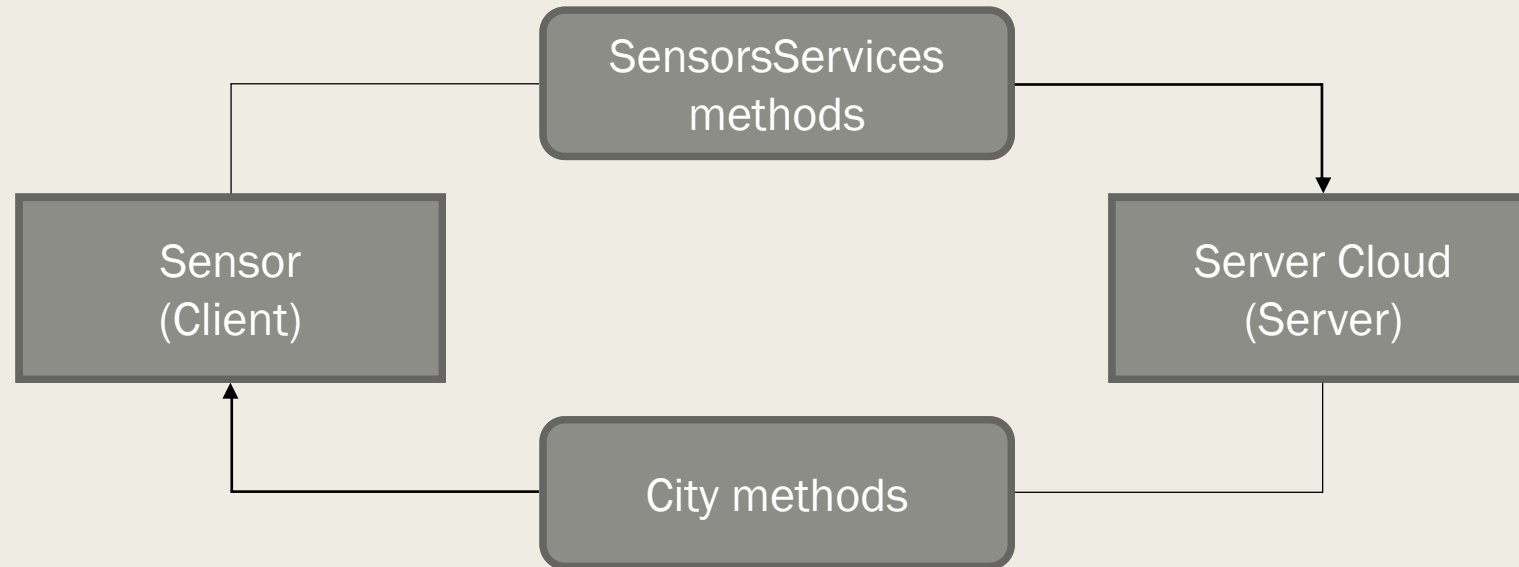 SensorsServices
methods
Sensor
(Client)
Server Cloud
(Server)
City methods